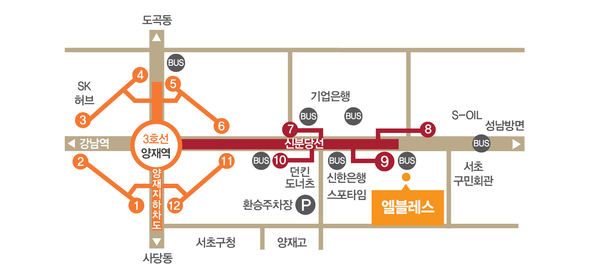 도곡동
BUS
4
5
SK
허브
기업은행
BUS
BUS
3
6
7
8
S-OIL
성남방면
강남역
3호선
양재역
신분당선
BUS
2
11
BUS
10
BUS
9
BUS
던킨
도너츠
신한은행
스포타임
서초
구민회관
1
12
양재지하차도
환승주차장
P
엘블레스
서초구청
양재고
사당동